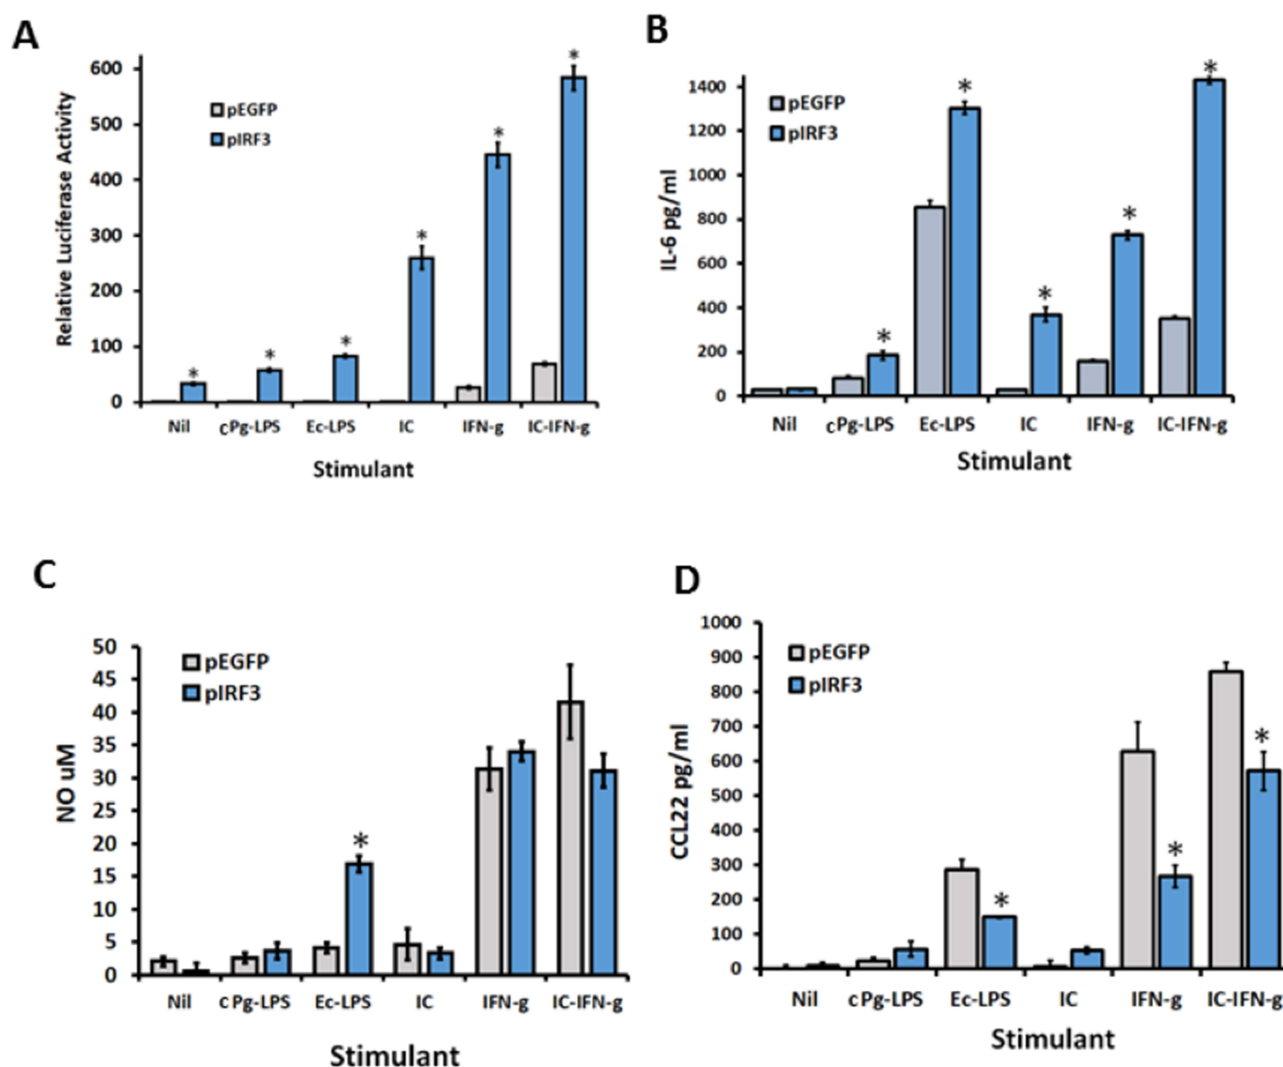 A
Relative Luciferase Activity
600
500
400
300
200
100
0
pEGFP
pIRF3
*
*
*
*
*
*
Nil cPg-LPS Ec-LPS IC IFN-g IC-IFN-g
Stimulant
B
IL-6 pg/ml
1400
1200
1000
800
600
400
200
0
pEGFP
pIRF3
*
*
*
*
*
Nil cPg-LPS Ec-LPS IC IFN-g IC-IFN-g
Stimulant
C
NO uM
50
45
40
35
30
25
20
15
10
5
0
pEGFP
pIRF3
*
Nil cPg-LPS Ec-LPS IC IFN-g IC-IFN-g
Stimulant
D
CCL22 pg/ml
1000
900
800
700
600
500
400
300
200
100
0
pEGFP
pIRF3
*
*
*
Nil cPg-LPS Ec-LPS IC IFN-g IC-IFN-g
Stimulant